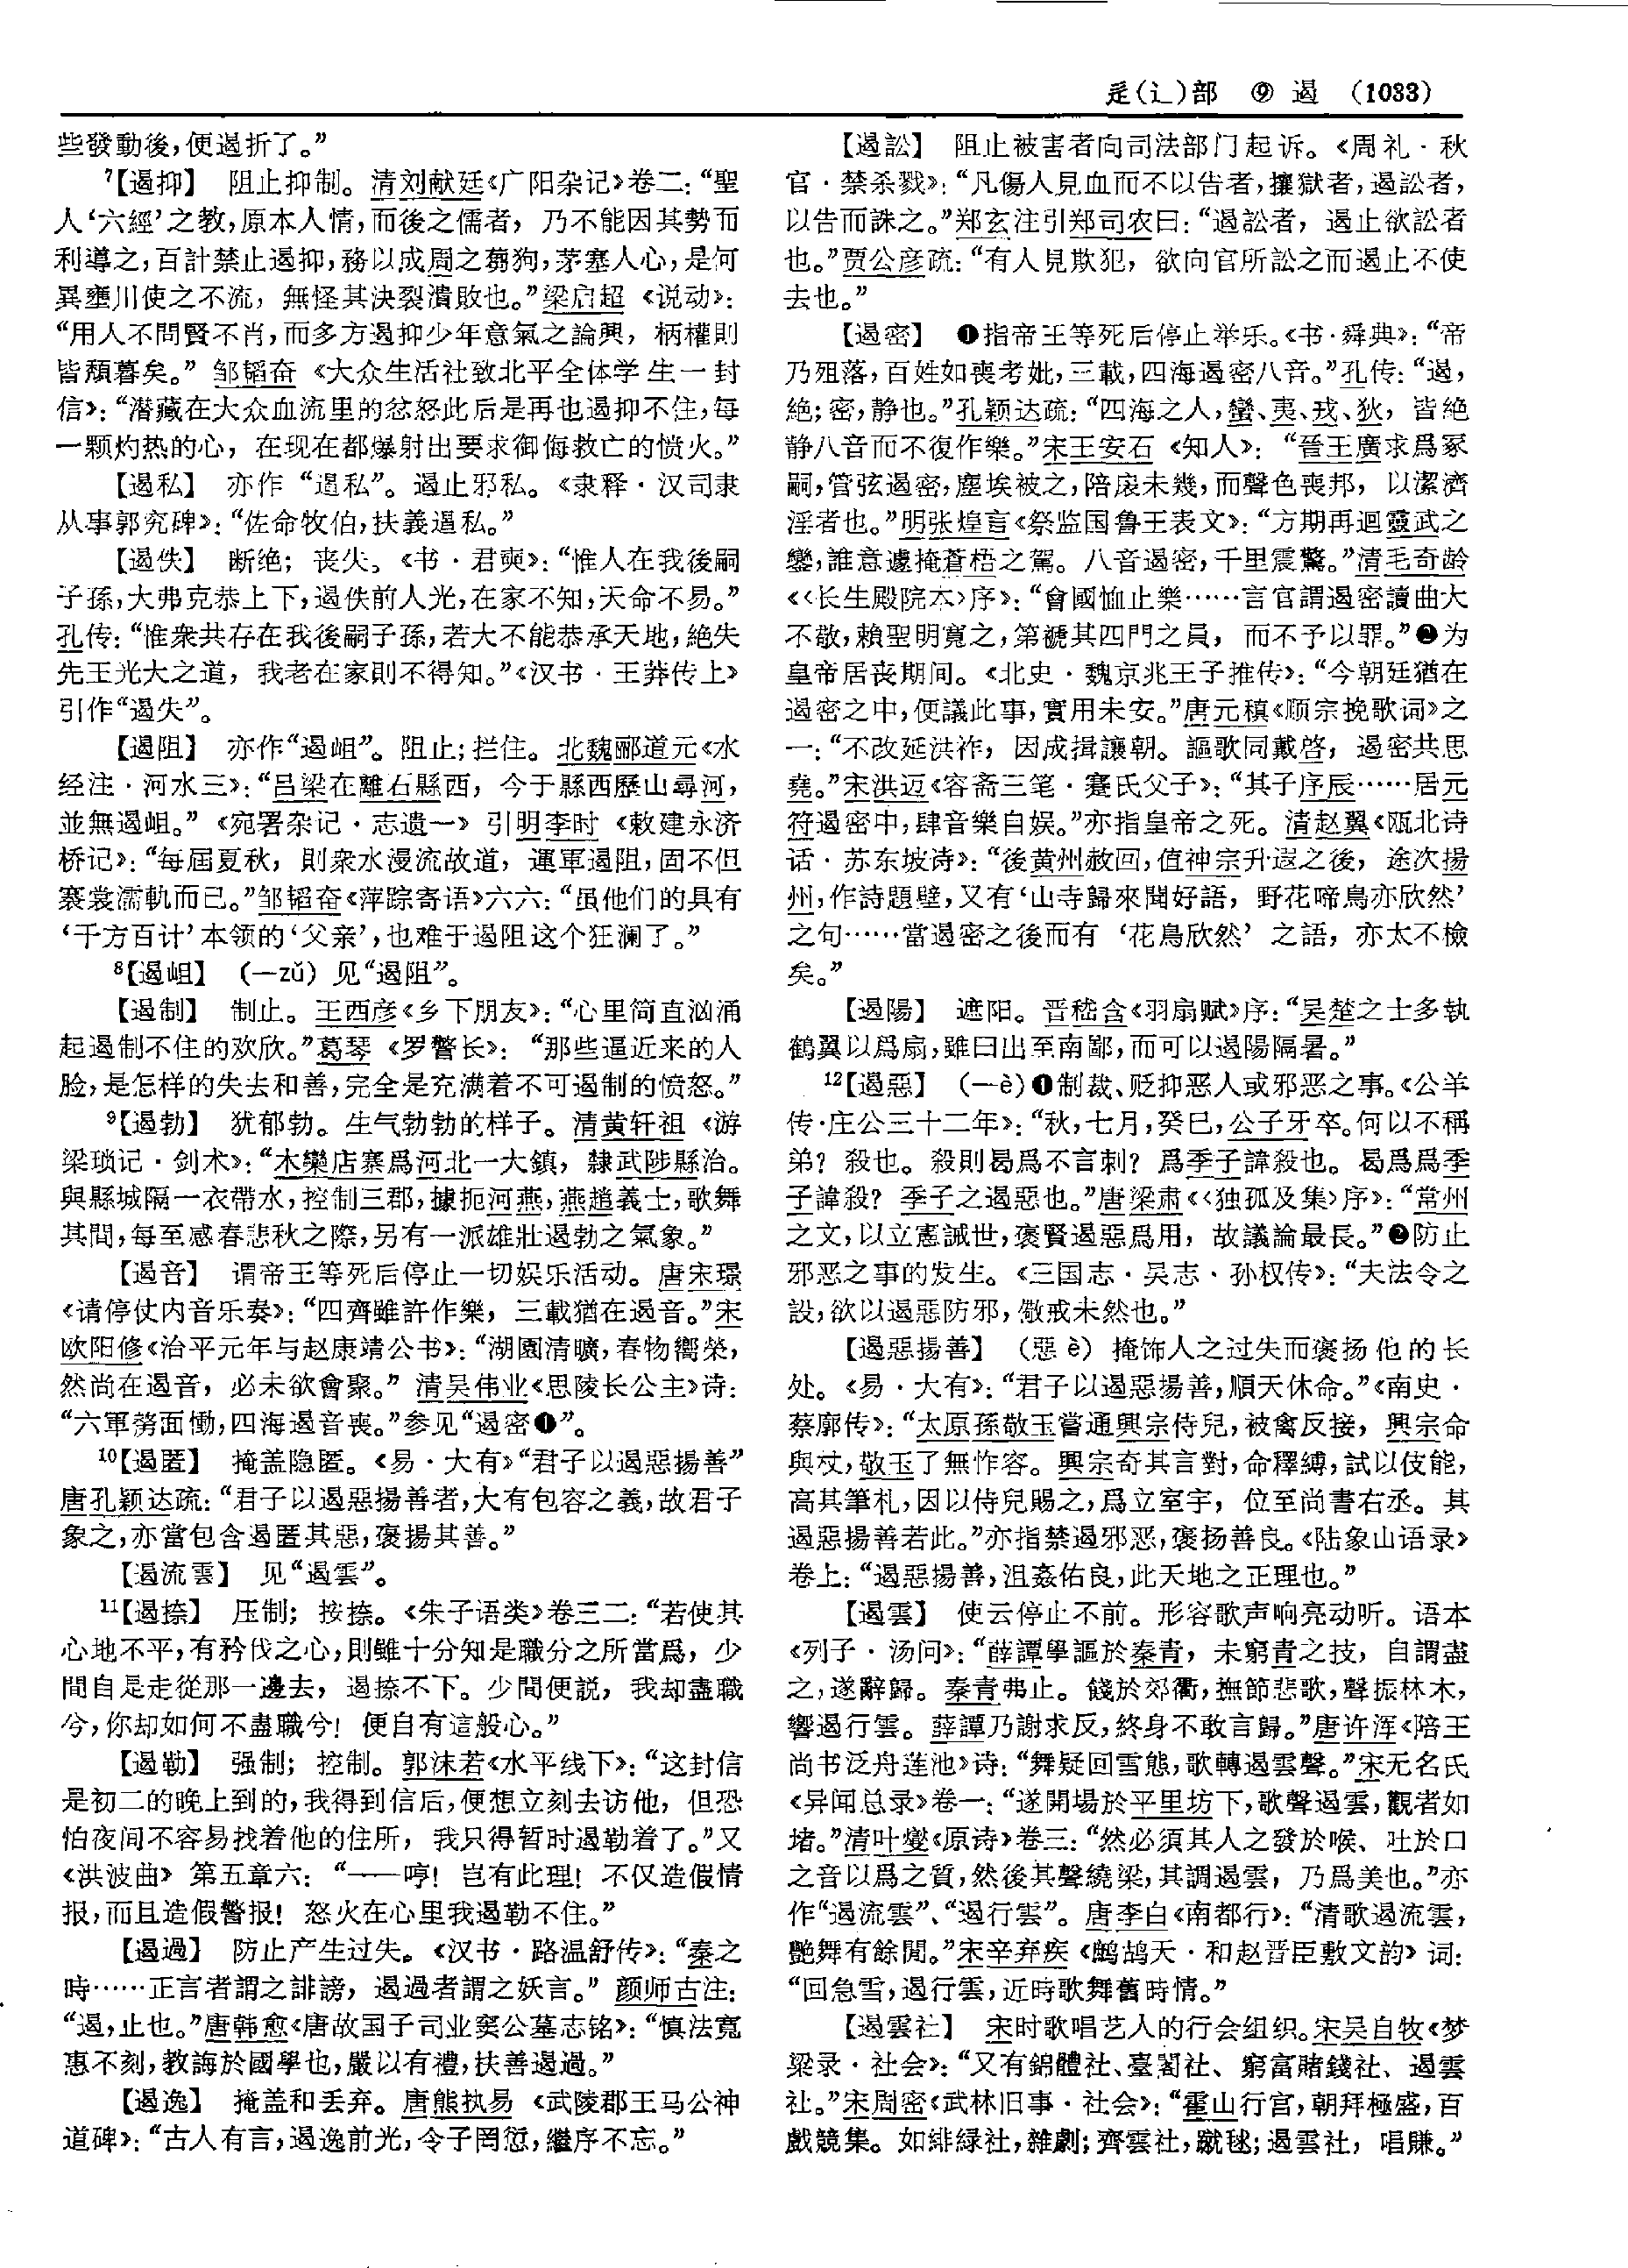 辵(辶)部 ⑨ 遏 (1033)
些發動後，便遏折了。”
⁷【遏抑】 阻止抑制。清刘献廷《广阳杂记》卷二：“聖
人‘六經’之教，原本人情，而後之儒者，乃不能因其勢而
利導之，百計禁止遏抑，務以成周之蒭狗，茅塞人心，是何
異壅川使之不流，無怪其決裂潰敗也。”梁启超《说动》：
“用人不問賢不肖，而多方遏抑少年意氣之論興，柄權則
皆頹暮矣。”邹韬奋《大众生活社致北平全体学生一封
信》：“潜藏在大众血流里的忿怒此后是再也遏抑不住，每
一颗灼热的心，在现在都爆射出要求御侮救亡的愤火。”
【遏私】 亦作“遏私”。遏止邪私。《隶释·汉司隶
从事郭究碑》：“佐命牧伯，扶義遏私。”
【遏佚】 断绝；丧失。《书·君奭》：“惟人在我後嗣
子孫，大弗克恭上下，遏佚前人光，在家不知，天命不易。”
孔传：“惟衆共存在我後嗣子孫，若大不能恭承天地，絶失
先王光大之道，我老在家則不得知。”《汉书·王莽传上》
引作“遏失”。
【遏阻】 亦作“遏岨”。阻止；拦住。北魏郦道元《水
经注·河水三》：“吕梁在離石縣西，今于縣西歷山尋河，
並無遏岨。”《宛署杂记·志遗一》引明李时《敕建永济
桥记》：“每届夏秋，則衆水漫流故道，運軍遏阻，固不但
褰裳濡軌而已。”邹韬奋《萍踪寄语》六六：“虽他们的具有
‘千方百计’本领的‘父亲’，也难于遏阻这个狂澜了。”
⁸【遏岨】 （—zǔ）见“遏阻”。
【遏制】 制止。王西彦《乡下朋友》：“心里简直汹涌
起遏制不住的欢欣。”葛琴《罗警长》：“那些逼近来的人
脸，是怎样的失去和善，完全是充满着不可遏制的愤怒。”
⁹【遏勃】 犹郁勃。生气勃勃的样子。清黄轩祖《游
梁琐记·剑术》：“木欒店寨爲河北一大鎮，隸武陟縣治。
與縣城隔一衣帶水，控制三郡，據扼河燕，燕趙義士，歌舞
其間，每至感春悲秋之際，另有一派雄壯遏勃之氣象。”
【遏音】 谓帝王等死后停止一切娱乐活动。唐宋璟
《请停仗内音乐奏》：“四齊雖許作樂，三載猶在遏音。”宋
欧阳修《治平元年与赵康靖公书》：“湖園清曠，春物嚮榮，
然尚在遏音，必未欲會聚。”清吴伟业《思陵长公主》诗：
“六軍剺面慟，四海遏音喪。”参见“遏密❶”。
¹⁰【遏匿】 掩盖隐匿。《易·大有》“君子以遏惡揚善”
唐孔颖达疏：“君子以遏惡揚善者，大有包容之義，故君子
象之，亦當包含遏匿其惡，褒揚其善。”
【遏流雲】 见“遏雲”。
¹¹【遏捺】 压制；按捺。《朱子语类》卷三二：“若使其
心地不平，有矜伐之心，則雖十分知是職分之所當爲，少
間自是走從那一邊去，遏捺不下。少間便説，我却盡職
兮，你却如何不盡職兮！便自有這般心。”
【遏勒】 强制；控制。郭沫若《水平线下》：“这封信
是初二的晚上到的，我得到信后，便想立刻去访他，但恐
怕夜间不容易找着他的住所，我只得暂时遏勒着了。”又
《洪波曲》第五章六：“——哼！岂有此理！不仅造假情
报，而且造假警报！怒火在心里我遏勒不住。”
【遏過】 防止产生过失。《汉书·路温舒传》：“秦之
時……正言者謂之誹謗，遏過者謂之妖言。”颜师古注：
“遏，止也。”唐韩愈《唐故国子司业窦公墓志铭》：“慎法寬
惠不刻，教誨於國學也，嚴以有禮，扶善遏過。”
【遏逸】 掩盖和丢弃。唐熊执易《武陵郡王马公神
道碑》：“古人有言，遏逸前光，令子罔愆，繼序不忘。”
【遏訟】 阻止被害者向司法部门起诉。《周礼·秋
官·禁杀戮》：“凡傷人見血而不以告者，攘獄者，遏訟者，
以告而誅之。”郑玄注引郑司农曰：“遏訟者，遏止欲訟者
也。”贾公彦疏：“有人見欺犯，欲向官所訟之而遏止不使
去也。”
【遏密】 ❶指帝王等死后停止举乐。《书·舜典》：“帝
乃殂落，百姓如喪考妣，三載，四海遏密八音。”孔传：“遏，
絶；密，静也。”孔颖达疏：“四海之人，蠻、夷、戎、狄，皆絶
静八音而不復作樂。”宋王安石《知人》：“晉王廣求爲冢
嗣，管弦遏密，塵埃被之，陪扆未幾，而聲色喪邦，以潔濟
淫者也。”明张煌言《祭监国鲁王表文》：“方期再迴靈武之
鑾，誰意遽掩蒼梧之駕。八音遏密，千里震驚。”清毛奇龄
《〈长生殿院本〉序》：“會國恤止樂……言官謂遏密讀曲大
不敬，賴聖明寬之，第褫其四門之員，而不予以罪。”❷为
皇帝居丧期间。《北史·魏京兆王子推传》：“今朝廷猶在
遏密之中，便議此事，實用未安。”唐元稹《顺宗挽歌词》之
一：“不改延洪祚，因成揖讓朝。謳歌同戴啓，遏密共思
堯。”宋洪迈《容斋三笔·蹇氏父子》：“其子序辰……居元
符遏密中，肆音樂自娱。”亦指皇帝之死。清赵翼《瓯北诗
话·苏东坡诗》：“後黄州赦回，值神宗升遐之後，途次揚
州，作詩題壁，又有‘山寺歸來聞好語，野花啼鳥亦欣然’
之句……當遏密之後而有‘花鳥欣然’之語，亦太不檢
矣。”
【遏陽】 遮阳。晋嵇含《羽扇赋》序：“吴楚之士多執
鶴翼以爲扇，雖曰出至南鄙，而可以遏陽隔暑。”
¹²【遏惡】 （—è）❶制裁、贬抑恶人或邪恶之事。《公羊
传·庄公三十二年》：“秋，七月，癸巳，公子牙卒。何以不稱
弟？殺也。殺則曷爲不言刺？爲季子諱殺也。曷爲爲季
子諱殺？季子之遏惡也。”唐梁肃《〈独孤及集〉序》：“常州
之文，以立憲誡世，褒賢遏惡爲用，故議論最長。”❷防止
邪恶之事的发生。《三国志·吴志·孙权传》：“夫法令之
設，欲以遏惡防邪，儆戒未然也。”
【遏惡揚善】 （惡 è）掩饰人之过失而褒扬他的长
处。《易·大有》：“君子以遏惡揚善，順天休命。”《南史·
蔡廓传》：“太原孫敬玉嘗通興宗侍兒，被禽反接，興宗命
與杖，敬玉了無怍容。興宗奇其言對，命釋縛，試以伎能，
高其筆札，因以侍兒賜之，爲立室宇，位至尚書右丞。其
遏惡揚善若此。”亦指禁遏邪恶，褒扬善良。《陆象山语录》
卷上：“遏惡揚善，沮姦佑良，此天地之正理也。”
【遏雲】 使云停止不前。形容歌声响亮动听。语本
《列子·汤问》：“薛譚學謳於秦青，未窮青之技，自謂盡
之，遂辭歸。秦青弗止。餞於郊衢，撫節悲歌，聲振林木，
響遏行雲。薛譚乃謝求反，終身不敢言歸。”唐许浑《陪王
尚书泛舟莲池》诗：“舞疑回雪態，歌轉遏雲聲。”宋无名氏
《异闻总录》卷一：“遂開場於平里坊下，歌聲遏雲，觀者如
堵。”清叶燮《原诗》卷三：“然必須其人之發於喉、吐於口
之音以爲之質，然後其聲繞梁，其調遏雲，乃爲美也。”亦
作“遏流雲”、“遏行雲”。唐李白《南都行》：“清歌遏流雲，
艷舞有餘閒。”宋辛弃疾《鹧鸪天·和赵晋臣敷文韵》词：
“回急雪，遏行雲，近時歌舞舊時情。”
【遏雲社】 宋时歌唱艺人的行会组织。宋吴自牧《梦
粱录·社会》：“又有錦體社、臺閣社、窮富賭錢社、遏雲
社。”宋周密《武林旧事·社会》：“霍山行宫，朝拜極盛，百
戲競集。如緋緑社，雜劇；齊雲社，蹴毬；遏雲社，唱賺。”